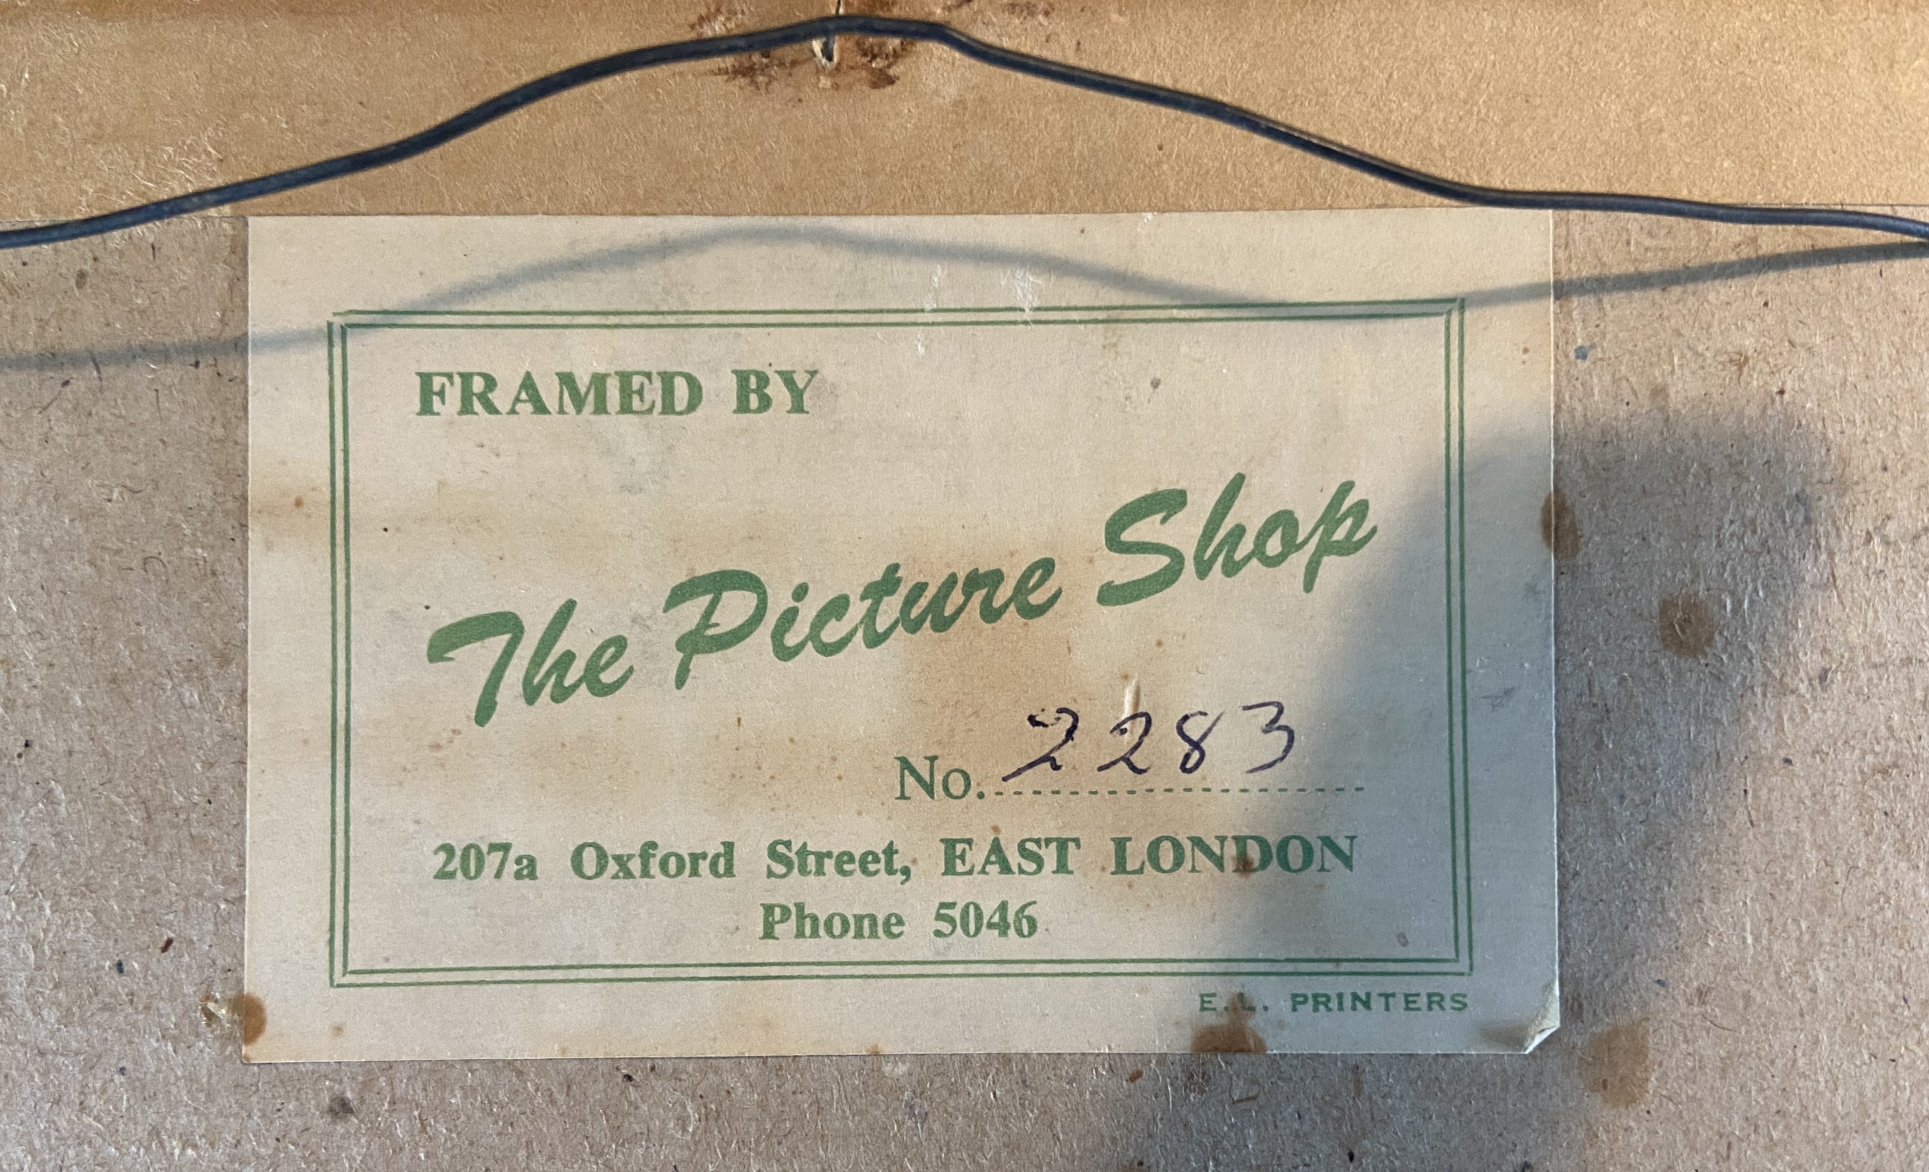 FRAMED BY
The Picture Shop
No. 2283
207a Oxford Street, EAST LONDON
Phone 5046
E.L. PRINTERS